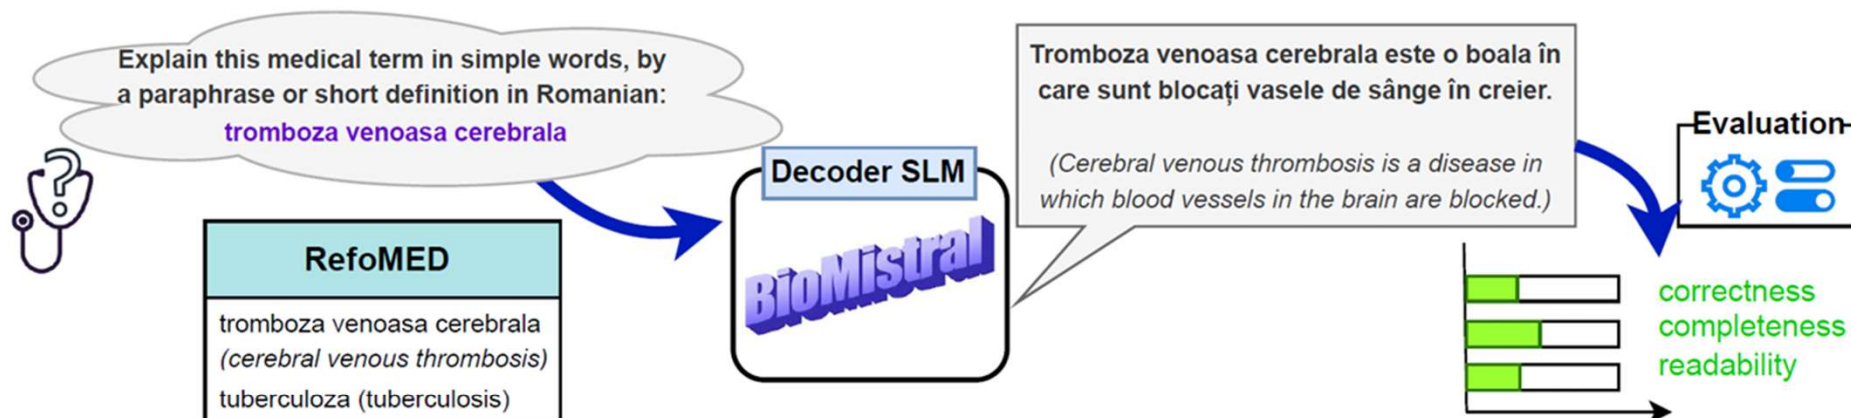 Explain this medical term in simple words, by
a paraphrase or short definition in Romanian:
tromboza venoasa cerebrala
?
RefoMED
tromboza venoasa cerebrala
(cerebral venous thrombosis)
tuberculoza (tuberculosis)
Decoder SLM
BioMistral
Tromboza venoasa cerebrala este o boala în
care sunt blocați vasele de sânge în creier.
(Cerebral venous thrombosis is a disease in
which blood vessels in the brain are blocked.)
Evaluation
correctness
completeness
readability